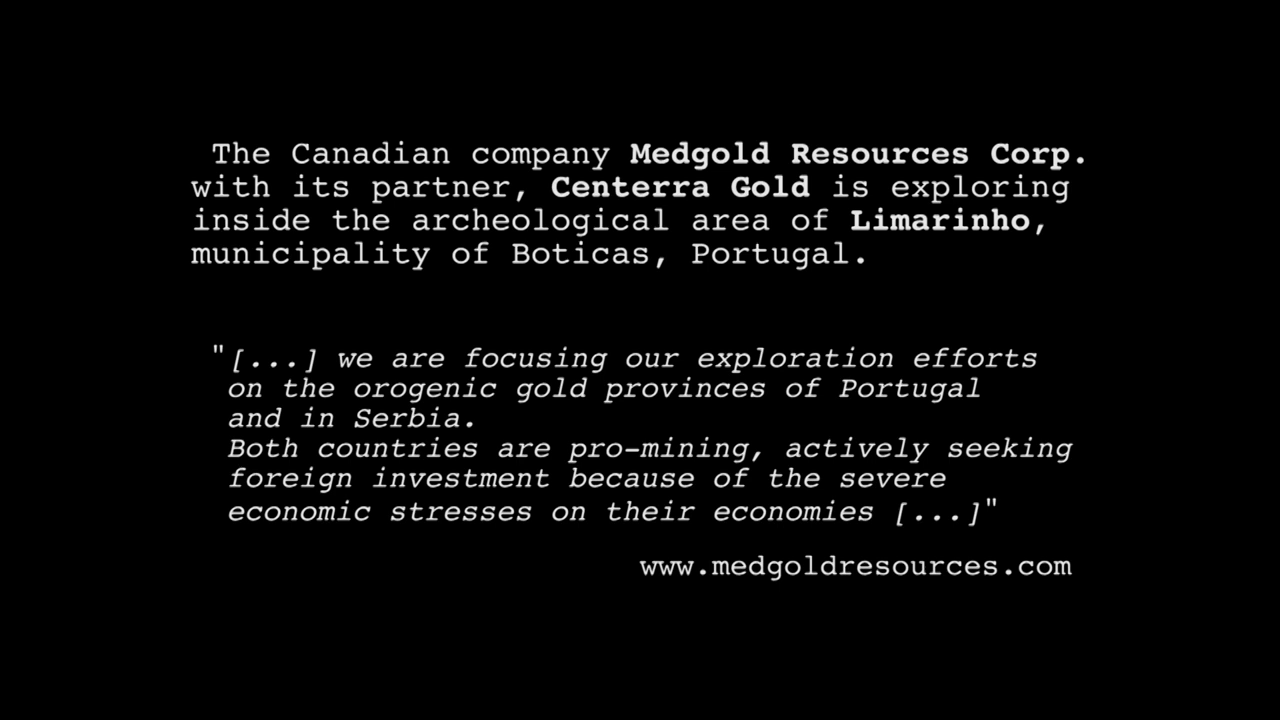 The Canadian company Medgold Resources Corp.
with its partner, Centerra Gold is exploring
inside the archeological area of Limarinho,
municipality of Boticas, Portugal.
"[...] we are focusing our exploration efforts
on the orogenic gold provinces of Portugal
and in Serbia.
Both countries are pro-mining, actively seeking
foreign investment because of the severe
economic stresses on their economies [...]"
www.medgoldresources.com